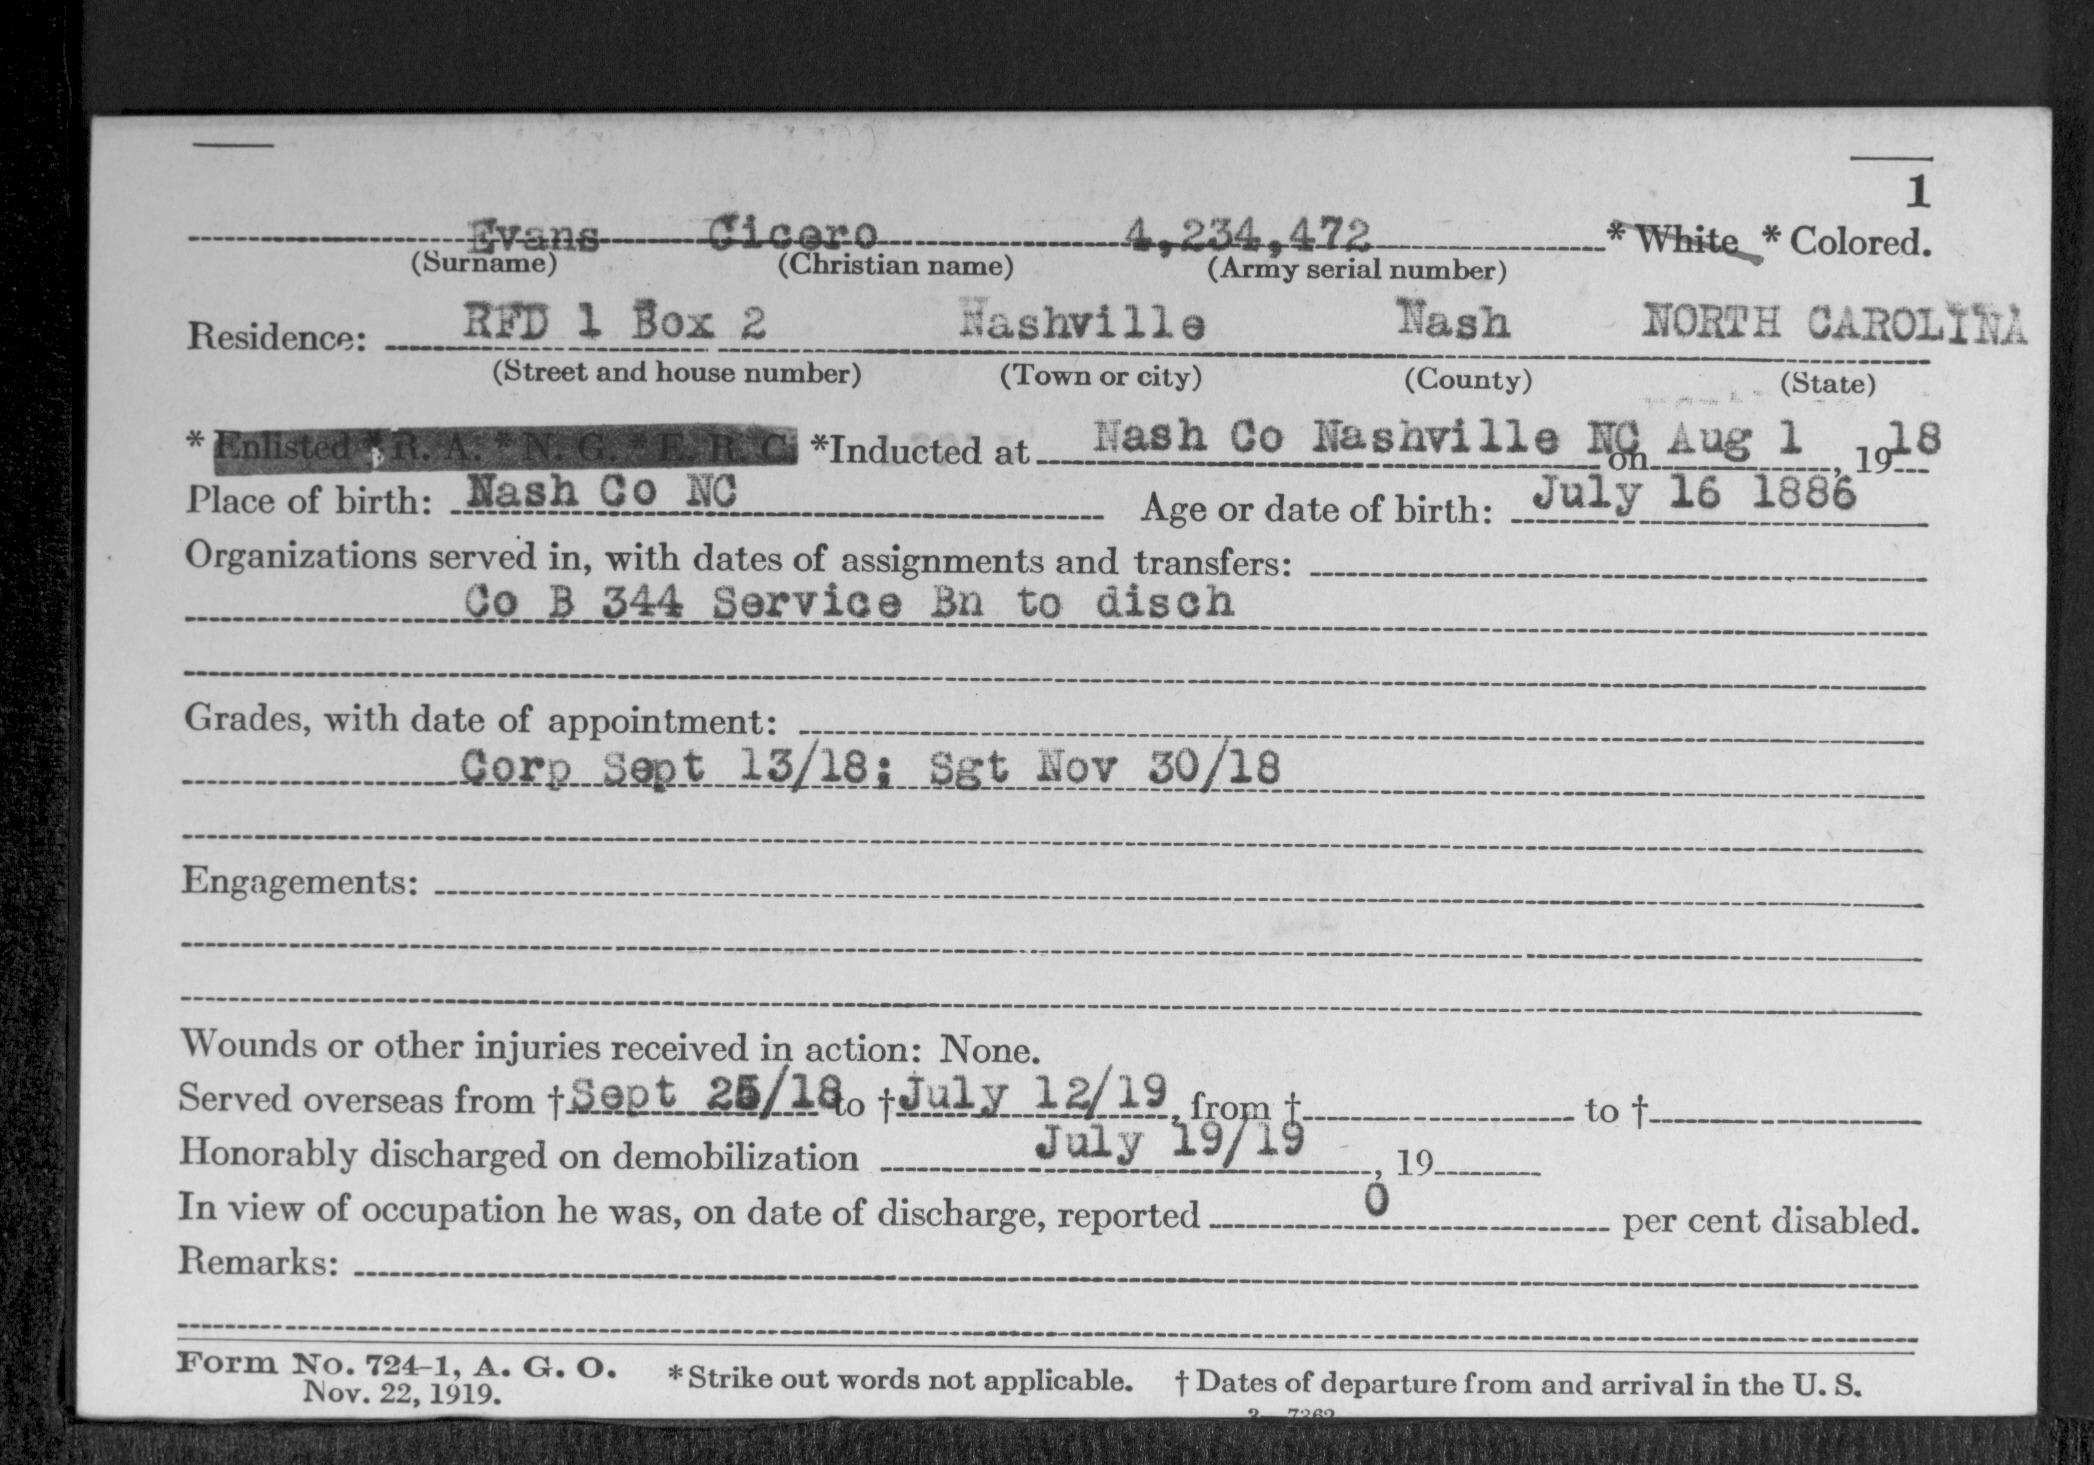 1
Evans Cicero 4,234,472 * White * Colored.
(Surname) (Christian name) (Army serial number)
Residence: RFD 1 Box 2 Nashville Nash NORTH CAROLINA
(Street and house number) (Town or city) (County) (State)
* Enlisted * R. A. * N. G. * E. R. C. *Inducted at Nash Co Nashville NC on Aug 1, 1918
Place of birth: Nash Co NC Age or date of birth: July 16 1886
Organizations served in, with dates of assignments and transfers:
Co B 344 Service Bn to disch
Grades, with date of appointment:
Corp Sept 13/18; Sgt Nov 30/18
Engagements:
Wounds or other injuries received in action: None.
Served overseas from † Sept /18 to † July 12/19, from † to †
Honorably discharged on demobilization July 19/19, 19
In view of occupation he was, on date of discharge, reported 0 per cent disabled.
Remarks:
Form No. 724-1, A. G. O. * Strike out words not applicable. † Dates of departure from and arrival in the U. S.
Nov. 22, 1919.